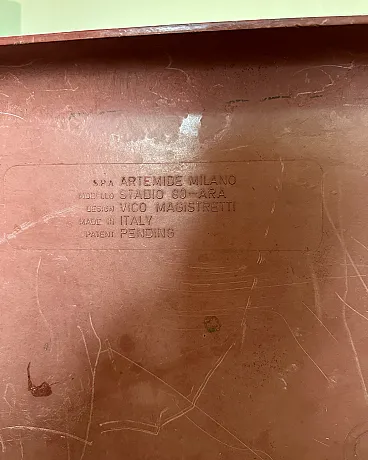 S.P.A. ARTEMIDE MILANO
MODELLO STADIO 80-ARA
DESIGN VICO MAGISTRETTI
MADE IN ITALY
PATENT PENDING